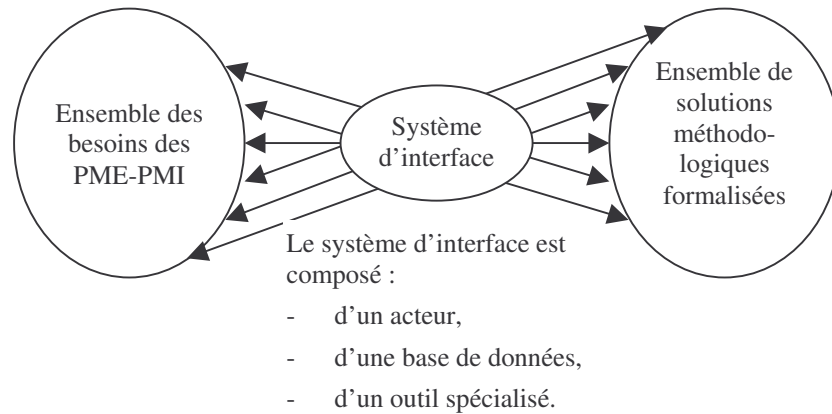 Ensemble des
besoins des
PME-PMI
Système
d’interface
Ensemble de
solutions
méthodo-
logiques
formalisées
Le système d’interface est
composé :
- d’un acteur,
- d’une base de données,
- d’un outil spécialisé.